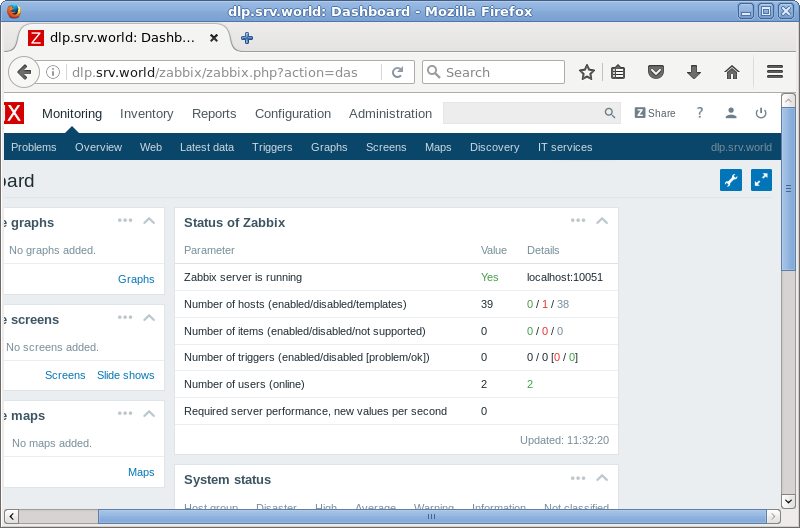 dlp.srv.world: Dashboard - Mozilla Firefox
Z dlp.srv.world: Dashb...
dlp.srv.world/zabbix/zabbix.php?action=das
Search
X Monitoring Inventory Reports Configuration Administration Z Share ?
Problems Overview Web Latest data Triggers Graphs Screens Maps Discovery IT services dlp.srv.world
oard
e graphs
No graphs added.
Graphs
e screens
No screens added.
Screens Slide shows
e maps
No maps added.
Maps
Status of Zabbix
Parameter Value Details
Zabbix server is running Yes localhost:10051
Number of hosts (enabled/disabled/templates) 39 0 / 1 / 38
Number of items (enabled/disabled/not supported) 0 0 / 0 / 0
Number of triggers (enabled/disabled [problem/ok]) 0 0 / 0 [0 / 0]
Number of users (online) 2 2
Required server performance, new values per second 0
Updated: 11:32:20
System status
Host group Disaster High Average Warning Information Not classified